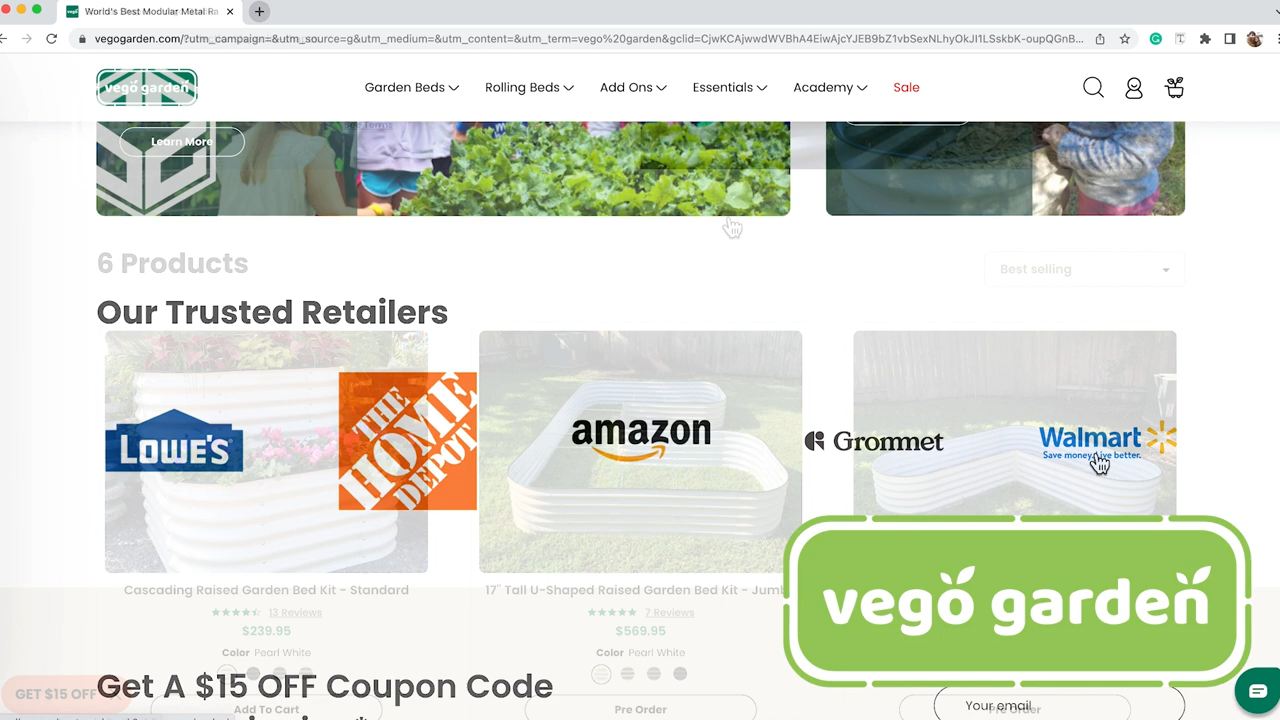 World's Best Modular Metal Ra
vegogarden.com/?utm_campaign=&utm_source=g&utm_medium=&utm_content=&utm_term=vego%20garden&gclid=CjwKCAjwwdWVBhA4EiwAjcYJEB9bZ1vbSexNLhyOkJI1LSskbK-oupQGnB...
vego garden
Garden Beds
Rolling Beds
Add Ons
Essentials
Academy
Sale
Learn More
6 Products
Best selling
Our Trusted Retailers
LOWE'S
THE
HOME
DEPOT
amazon
Grommet
Walmart
Save money. Live better.
Cascading Raised Garden Bed Kit - Standard
17" Tall U-Shaped Raised Garden Bed Kit - Jumb
13 Reviews
7 Reviews
$239.95
$569.95
Color Pearl White
Color Pearl White
vego garden
GET $15 OFF
Get A $15 OFF Coupon Code
Add To Cart
Pre Order
Your email